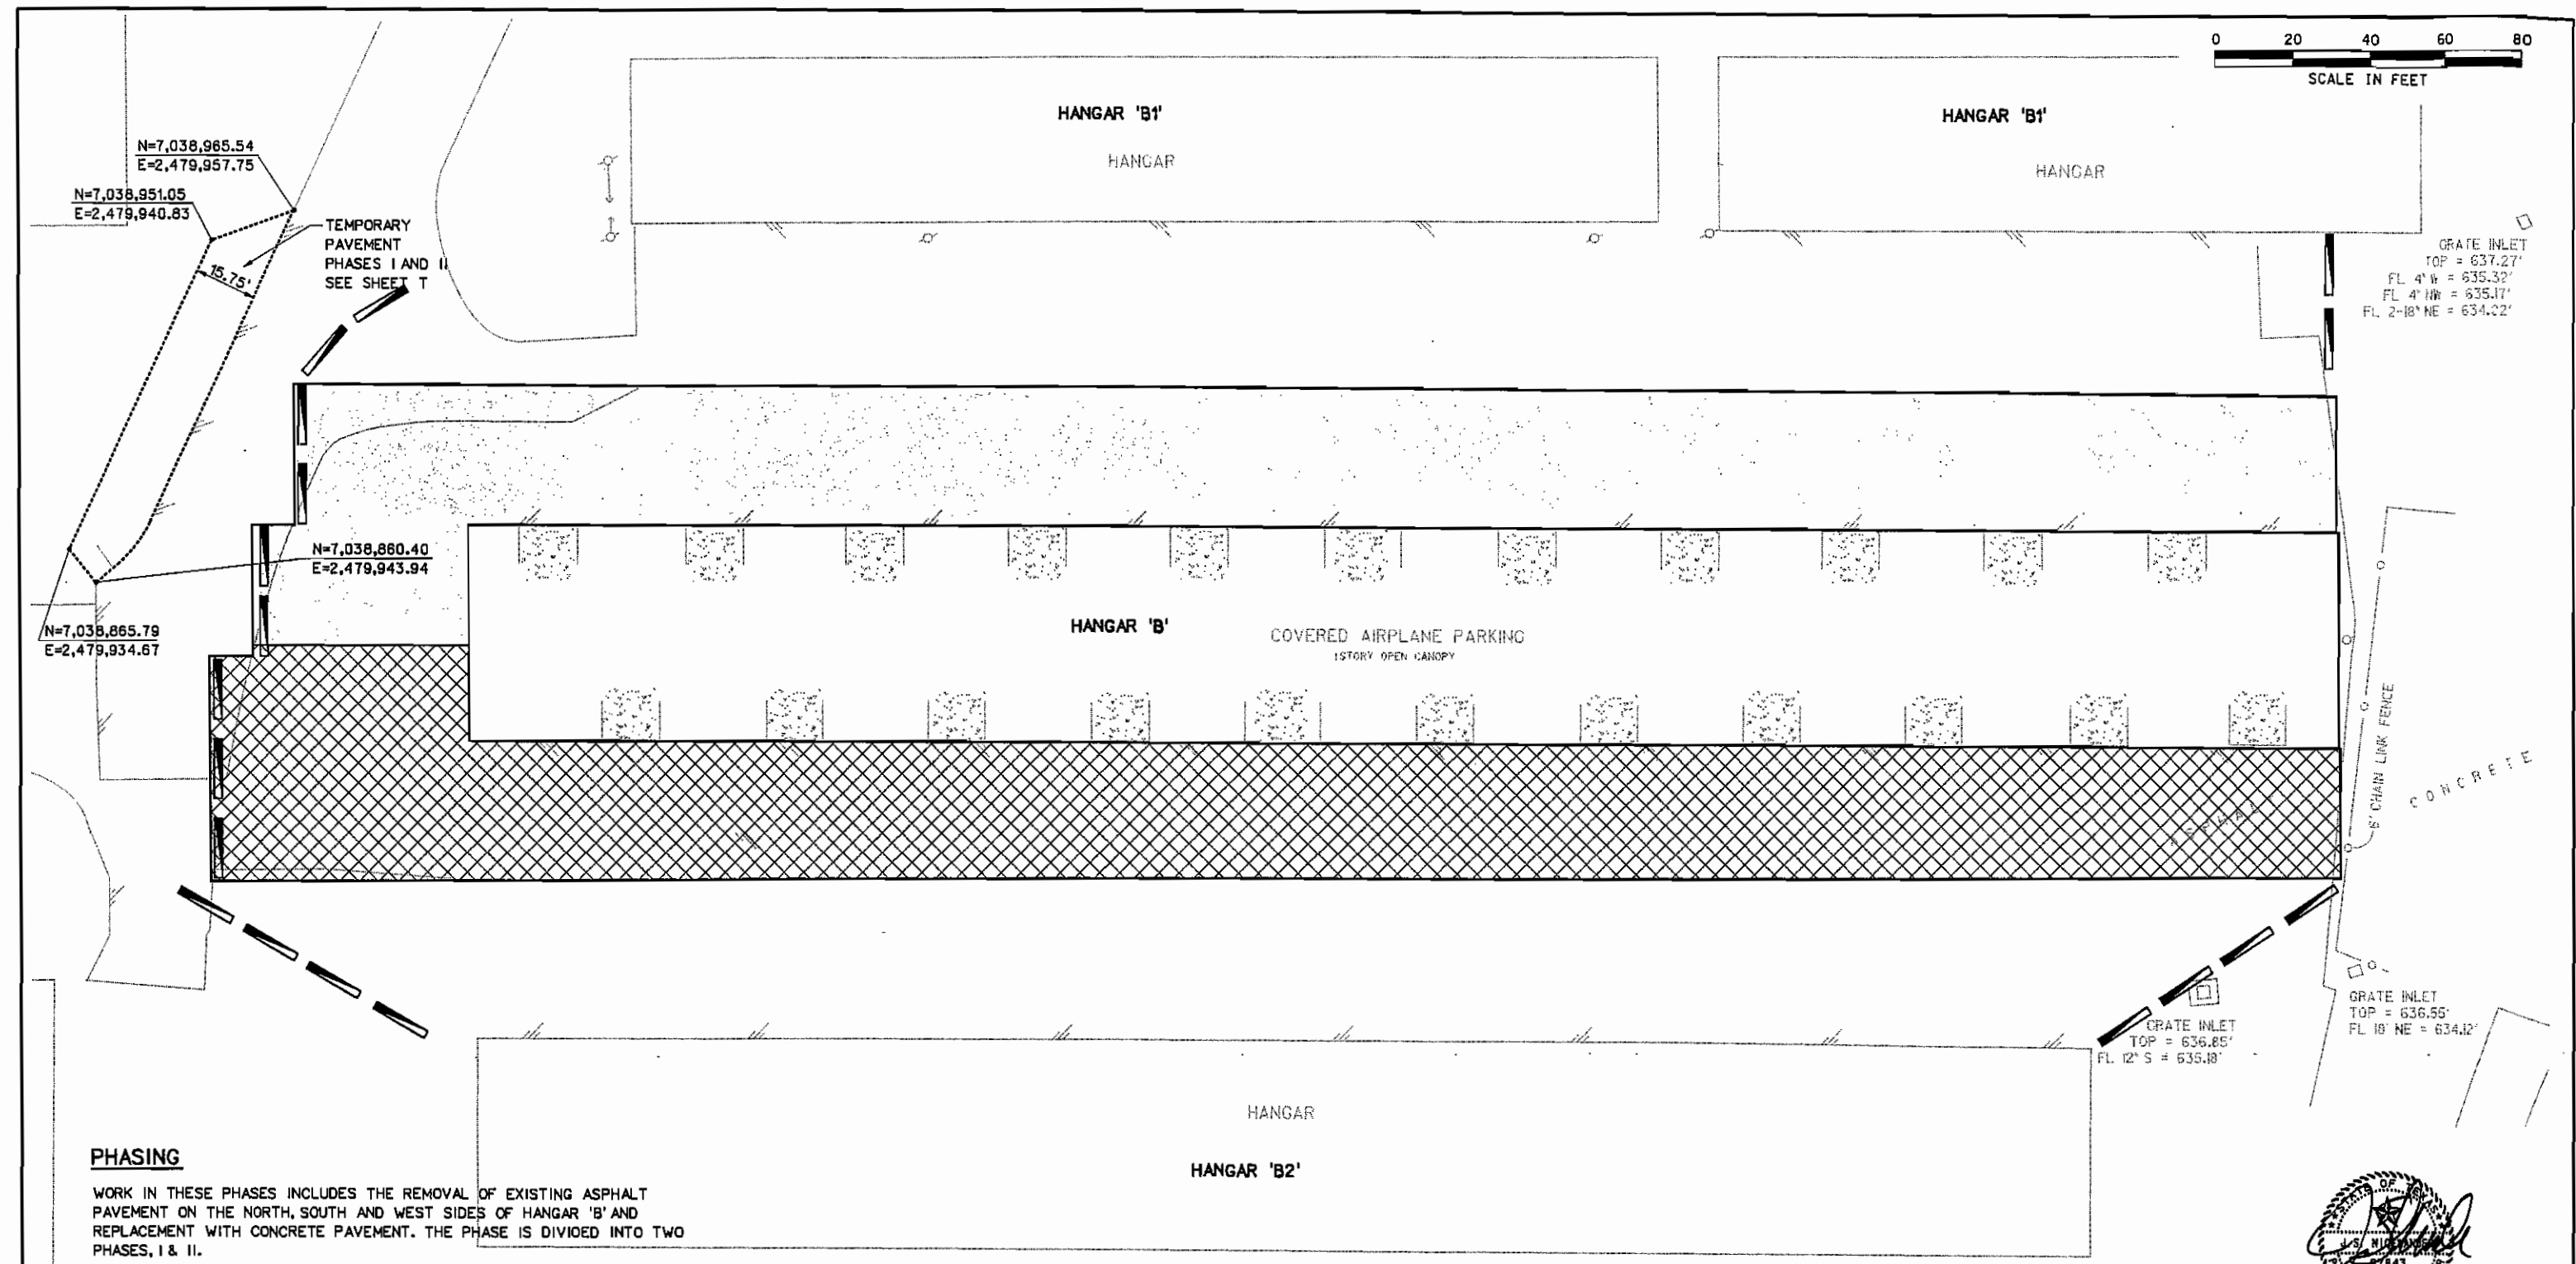 0 20 40 60 80
SCALE IN FEET
HANGAR 'B1'
HANGAR
HANGAR 'B1'
HANGAR
N=7,038,965.54
E=2,479,957.75
N=7,038,951.05
E=2,479,940.83
TEMPORARY
PAVEMENT
PHASES I AND II
SEE SHEET T
15.75'
GRATE INLET
TOP = 637.27'
FL 4" W = 635.32'
FL 4" NW = 635.17'
FL 2-18" NE = 634.22'
N=7,038,860.40
E=2,479,943.94
N=7,038,865.79
E=2,479,934.67
HANGAR 'B'
COVERED AIRPLANE PARKING
1STORY OPEN CANOPY
6' CHAIN LINK FENCE
CONCRETE
ASPHALT
GRATE INLET
TOP = 636.55'
FL 18" NE = 634.12'
GRATE INLET
TOP = 636.85'
FL 12" S = 635.18'
HANGAR
HANGAR 'B2'
PHASING
WORK IN THESE PHASES INCLUDES THE REMOVAL OF EXISTING ASPHALT
PAVEMENT ON THE NORTH, SOUTH AND WEST SIDES OF HANGAR 'B' AND
REPLACEMENT WITH CONCRETE PAVEMENT. THE PHASE IS DIVIDED INTO TWO
PHASES, I & II.
STATE OF TEXAS
J.S.